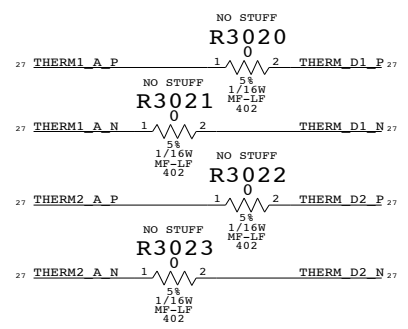 NO STUFF
R3020
0
27 THERM1_A_P 1 2 THERM_D1_P 27
5%
1/16W
MF-LF
402
NO STUFF
R3021
0
27 THERM1_A_N 1 2 THERM_D1_N 27
5%
1/16W
MF-LF
402
NO STUFF
R3022
0
27 THERM2_A_P 1 2 THERM_D2_P 27
5%
1/16W
MF-LF
402
NO STUFF
R3023
0
27 THERM2_A_N 1 2 THERM_D2_N 27
5%
1/16W
MF-LF
402